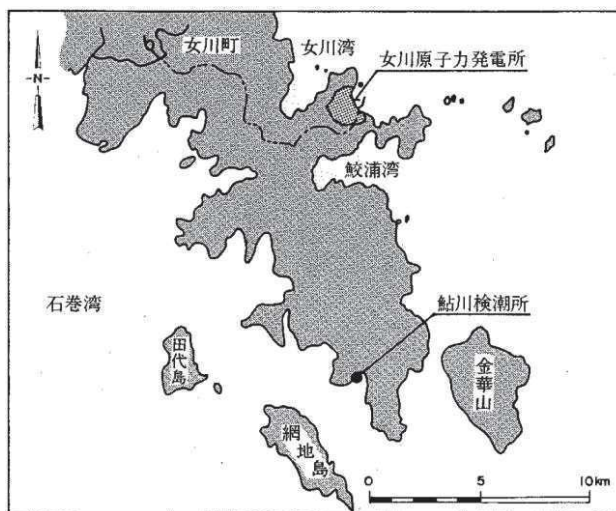 女川町
女川湾
女川原子力発電所
-N-
鮫浦湾
石巻湾
鮎川検潮所
田代島
金華山
網地島
0
5
10km